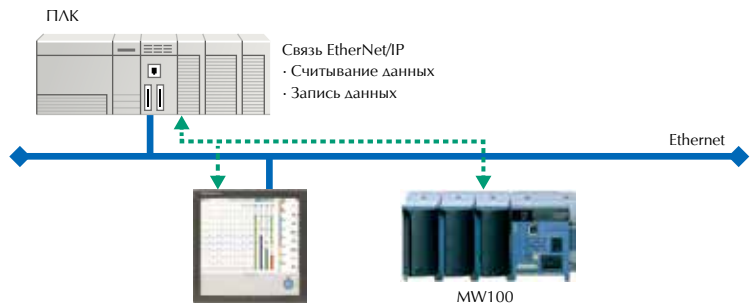 ПЛК
Связь EtherNet/IP
· Считывание данных
· Запись данных
Ethernet
MW100